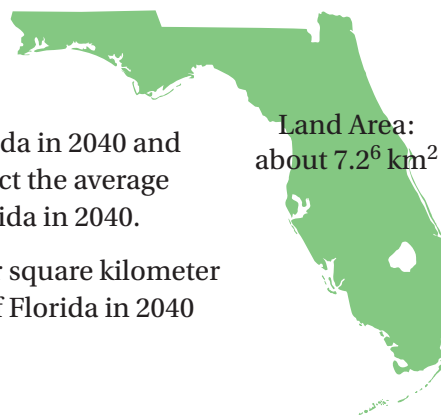 da in 2040 and
ct the average
ida in 2040.
r square kilometer
f Florida in 2040
Land Area:
about 7.2⁶ km²